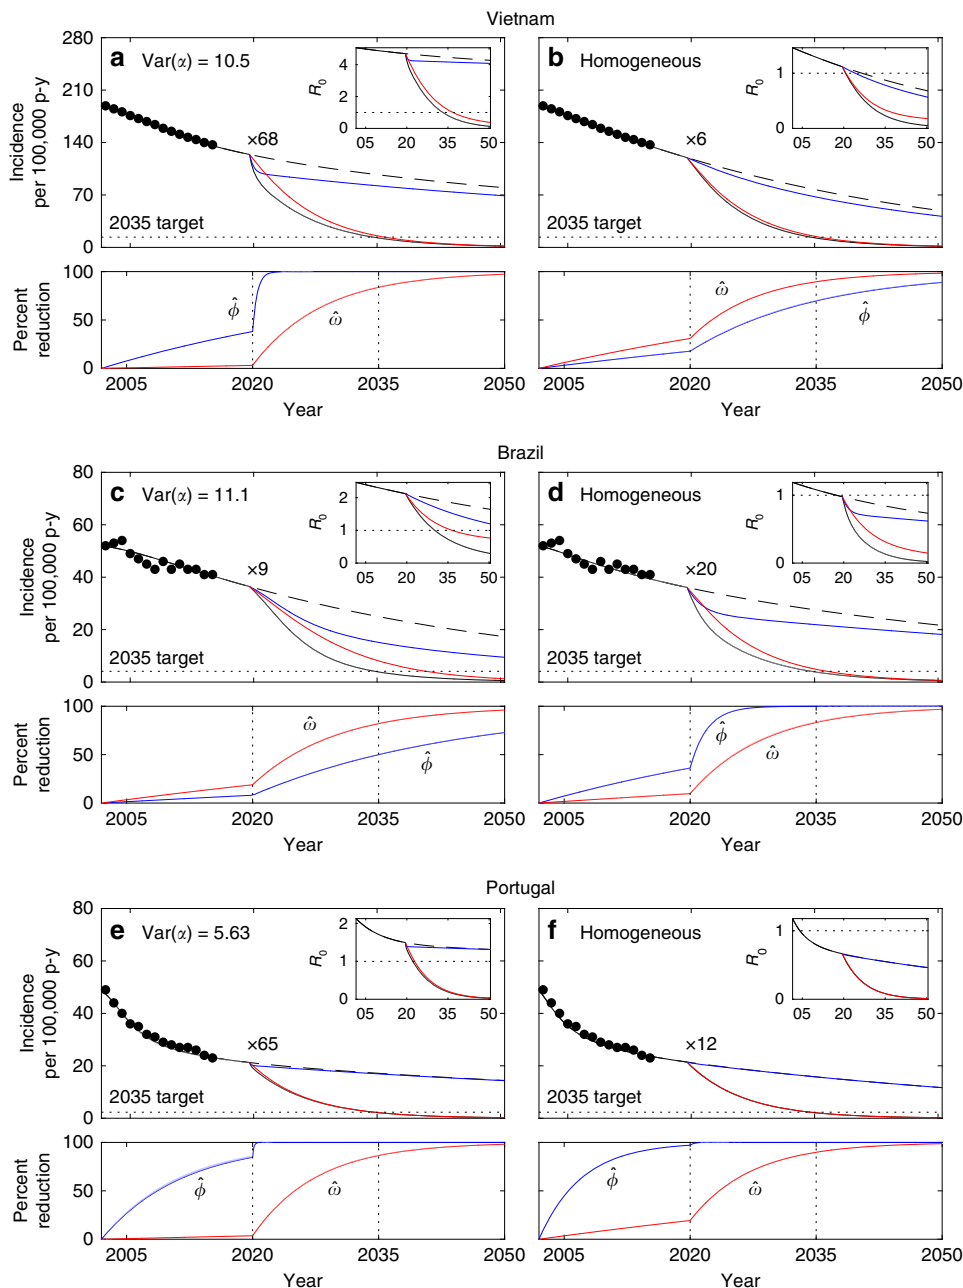 Vietnam
a Var(α) = 10.5
b Homogeneous
280
210
140
70
0
Incidence
per 100,000 p-y
×68
×6
2035 target
2035 target
R0
4
2
0
05 20 35 50
R0
1
0
05 20 35 50
Percent
reduction
100
50
0
ϕ̂
ω̂
ω̂
ϕ̂
2005 2020 2035 2050
2005 2020 2035 2050
Year
Year
Brazil
c Var(α) = 11.1
d Homogeneous
80
60
40
20
0
Incidence
per 100,000 p-y
×9
×20
2035 target
2035 target
R0
2
1
0
05 20 35 50
R0
1
0
05 20 35 50
Percent
reduction
100
50
0
ω̂
ϕ̂
ϕ̂
ω̂
2005 2020 2035 2050
2005 2020 2035 2050
Year
Year
Portugal
e Var(α) = 5.63
f Homogeneous
80
60
40
20
0
Incidence
per 100,000 p-y
×65
×12
2035 target
2035 target
R0
2
1
0
05 20 35 50
R0
1
0
05 20 35 50
Percent
reduction
100
50
0
ϕ̂
ω̂
ϕ̂
ω̂
2005 2020 2035 2050
2005 2020 2035 2050
Year
Year